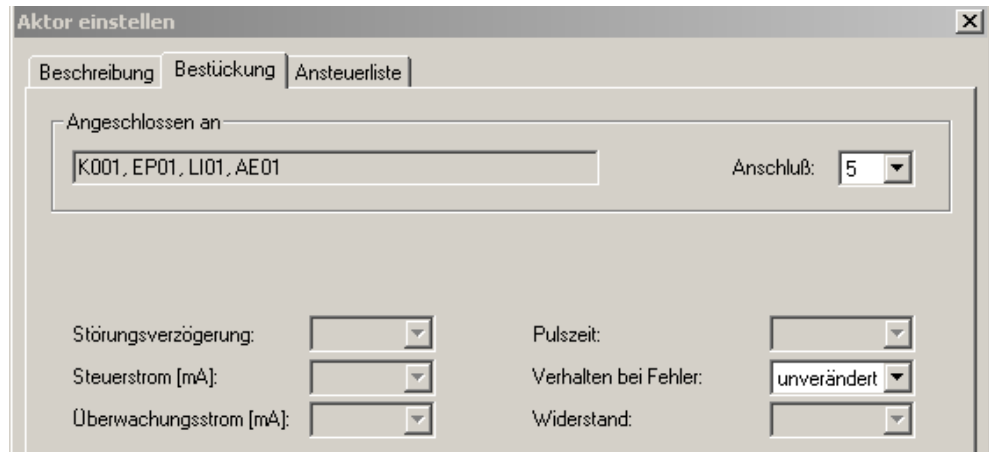 Aktor einstellen
Beschreibung Bestückung Ansteuerliste
Angeschlossen an
K001, EP01, LI01, AE01 Anschluß: 5
Störungsverzögerung: Pulszeit:
Steuerstrom [mA]: Verhalten bei Fehler: unverändert
Überwachungsstrom [mA]: Widerstand: